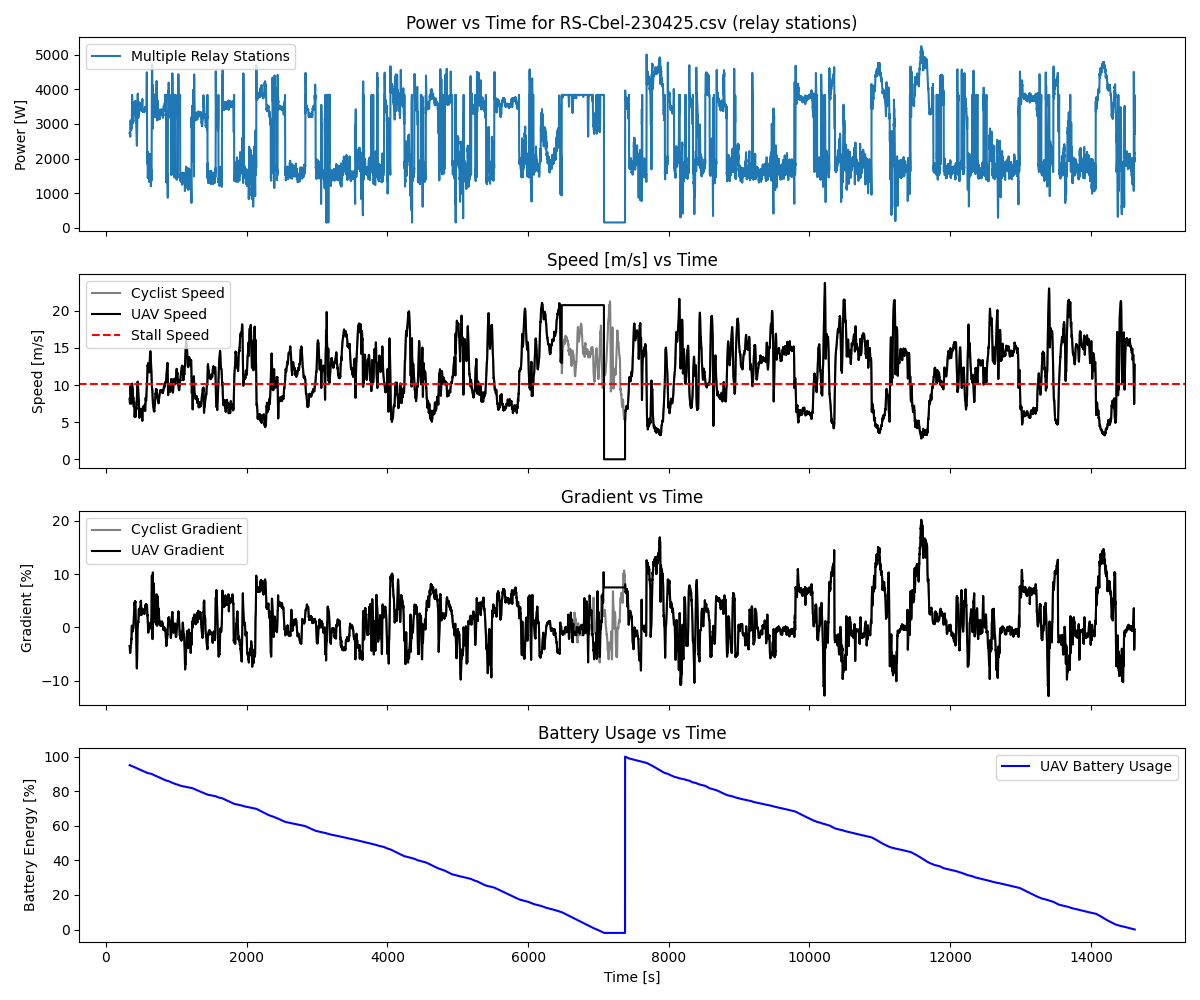 Power vs Time for RS-Cbel-230425.csv (relay stations)
Multiple Relay Stations
Power [W]
5000
4000
3000
2000
1000
0
Speed [m/s] vs Time
Cyclist Speed
UAV Speed
Stall Speed
Speed [m/s]
20
15
10
5
0
Gradient vs Time
Cyclist Gradient
UAV Gradient
Gradient [%]
20
10
0
−10
Battery Usage vs Time
UAV Battery Usage
Battery Energy [%]
100
80
60
40
20
0
0 2000 4000 6000 8000 10000 12000 14000
Time [s]